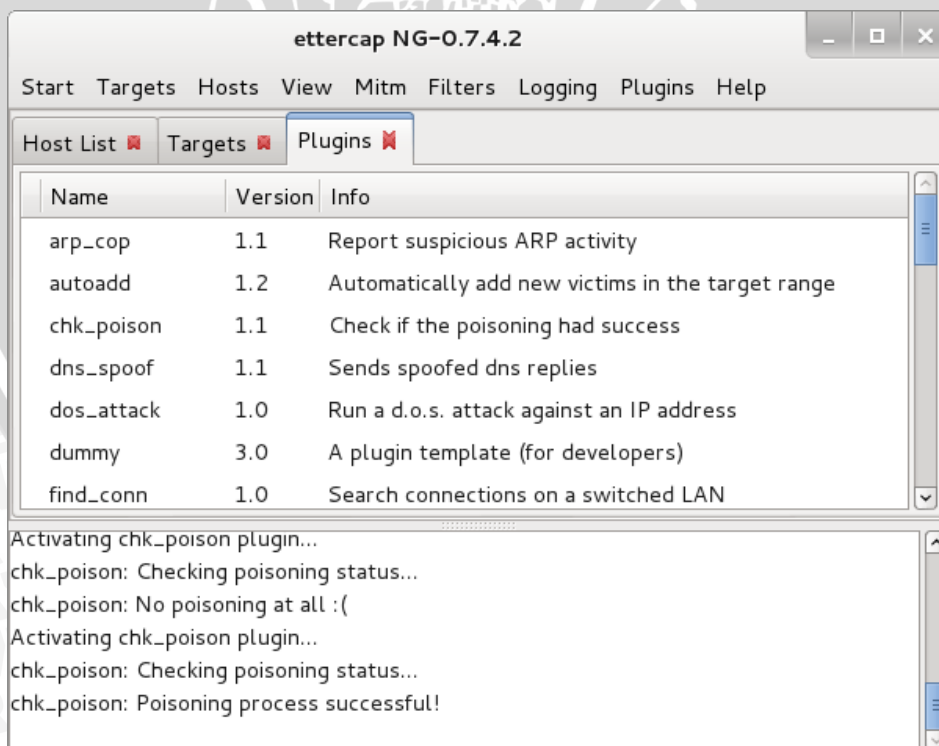 ettercap NG-0.7.4.2
Start Targets Hosts View Mitm Filters Logging Plugins Help
Host List Targets Plugins
Name Version Info
arp_cop 1.1 Report suspicious ARP activity
autoadd 1.2 Automatically add new victims in the target range
chk_poison 1.1 Check if the poisoning had success
dns_spoof 1.1 Sends spoofed dns replies
dos_attack 1.0 Run a d.o.s. attack against an IP address
dummy 3.0 A plugin template (for developers)
find_conn 1.0 Search connections on a switched LAN
Activating chk_poison plugin...
chk_poison: Checking poisoning status...
chk_poison: No poisoning at all :(
Activating chk_poison plugin...
chk_poison: Checking poisoning status...
chk_poison: Poisoning process successful!